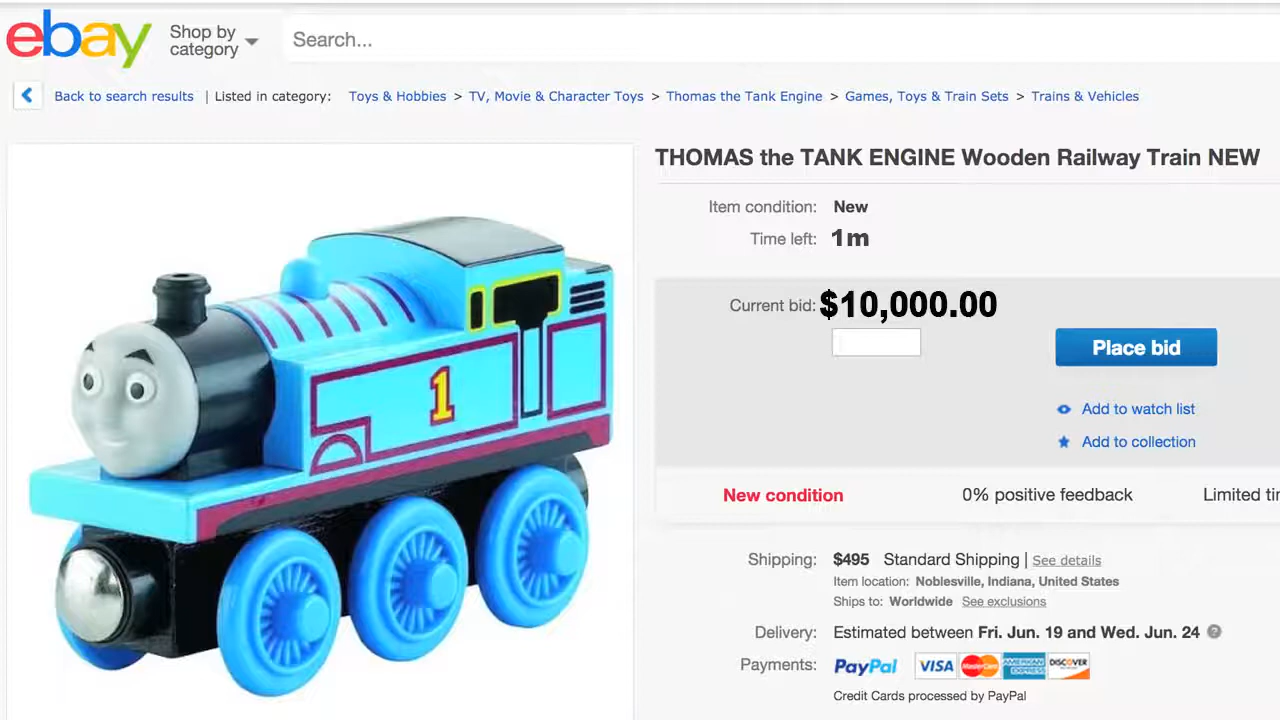 ebay
Shop by
category
Search...
Back to search results | Listed in category: Toys & Hobbies > TV, Movie & Character Toys > Thomas the Tank Engine > Games, Toys & Train Sets > Trains & Vehicles
THOMAS the TANK ENGINE Wooden Railway Train NEW
Item condition: New
Time left: 1m
Current bid: $10,000.00
Place bid
1
Add to watch list
Add to collection
New condition 0% positive feedback Limited
Shipping: $495 Standard Shipping | See details
Item location: Noblesville, Indiana, United States
Ships to: Worldwide See exclusions
Delivery: Estimated between Fri. Jun. 19 and Wed. Jun. 24 ?
Payments: PayPal VISA MasterCard AMERICAN EXPRESS DISCOVER
Credit Cards processed by PayPal